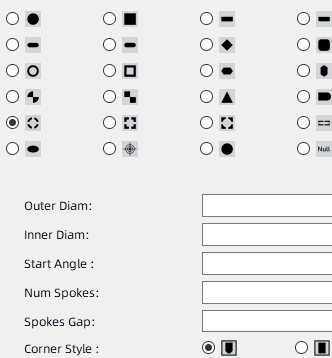 Null
Outer Diam:
Inner Diam:
Start Angle :
Num Spokes:
Spokes Gap:
Corner Style :